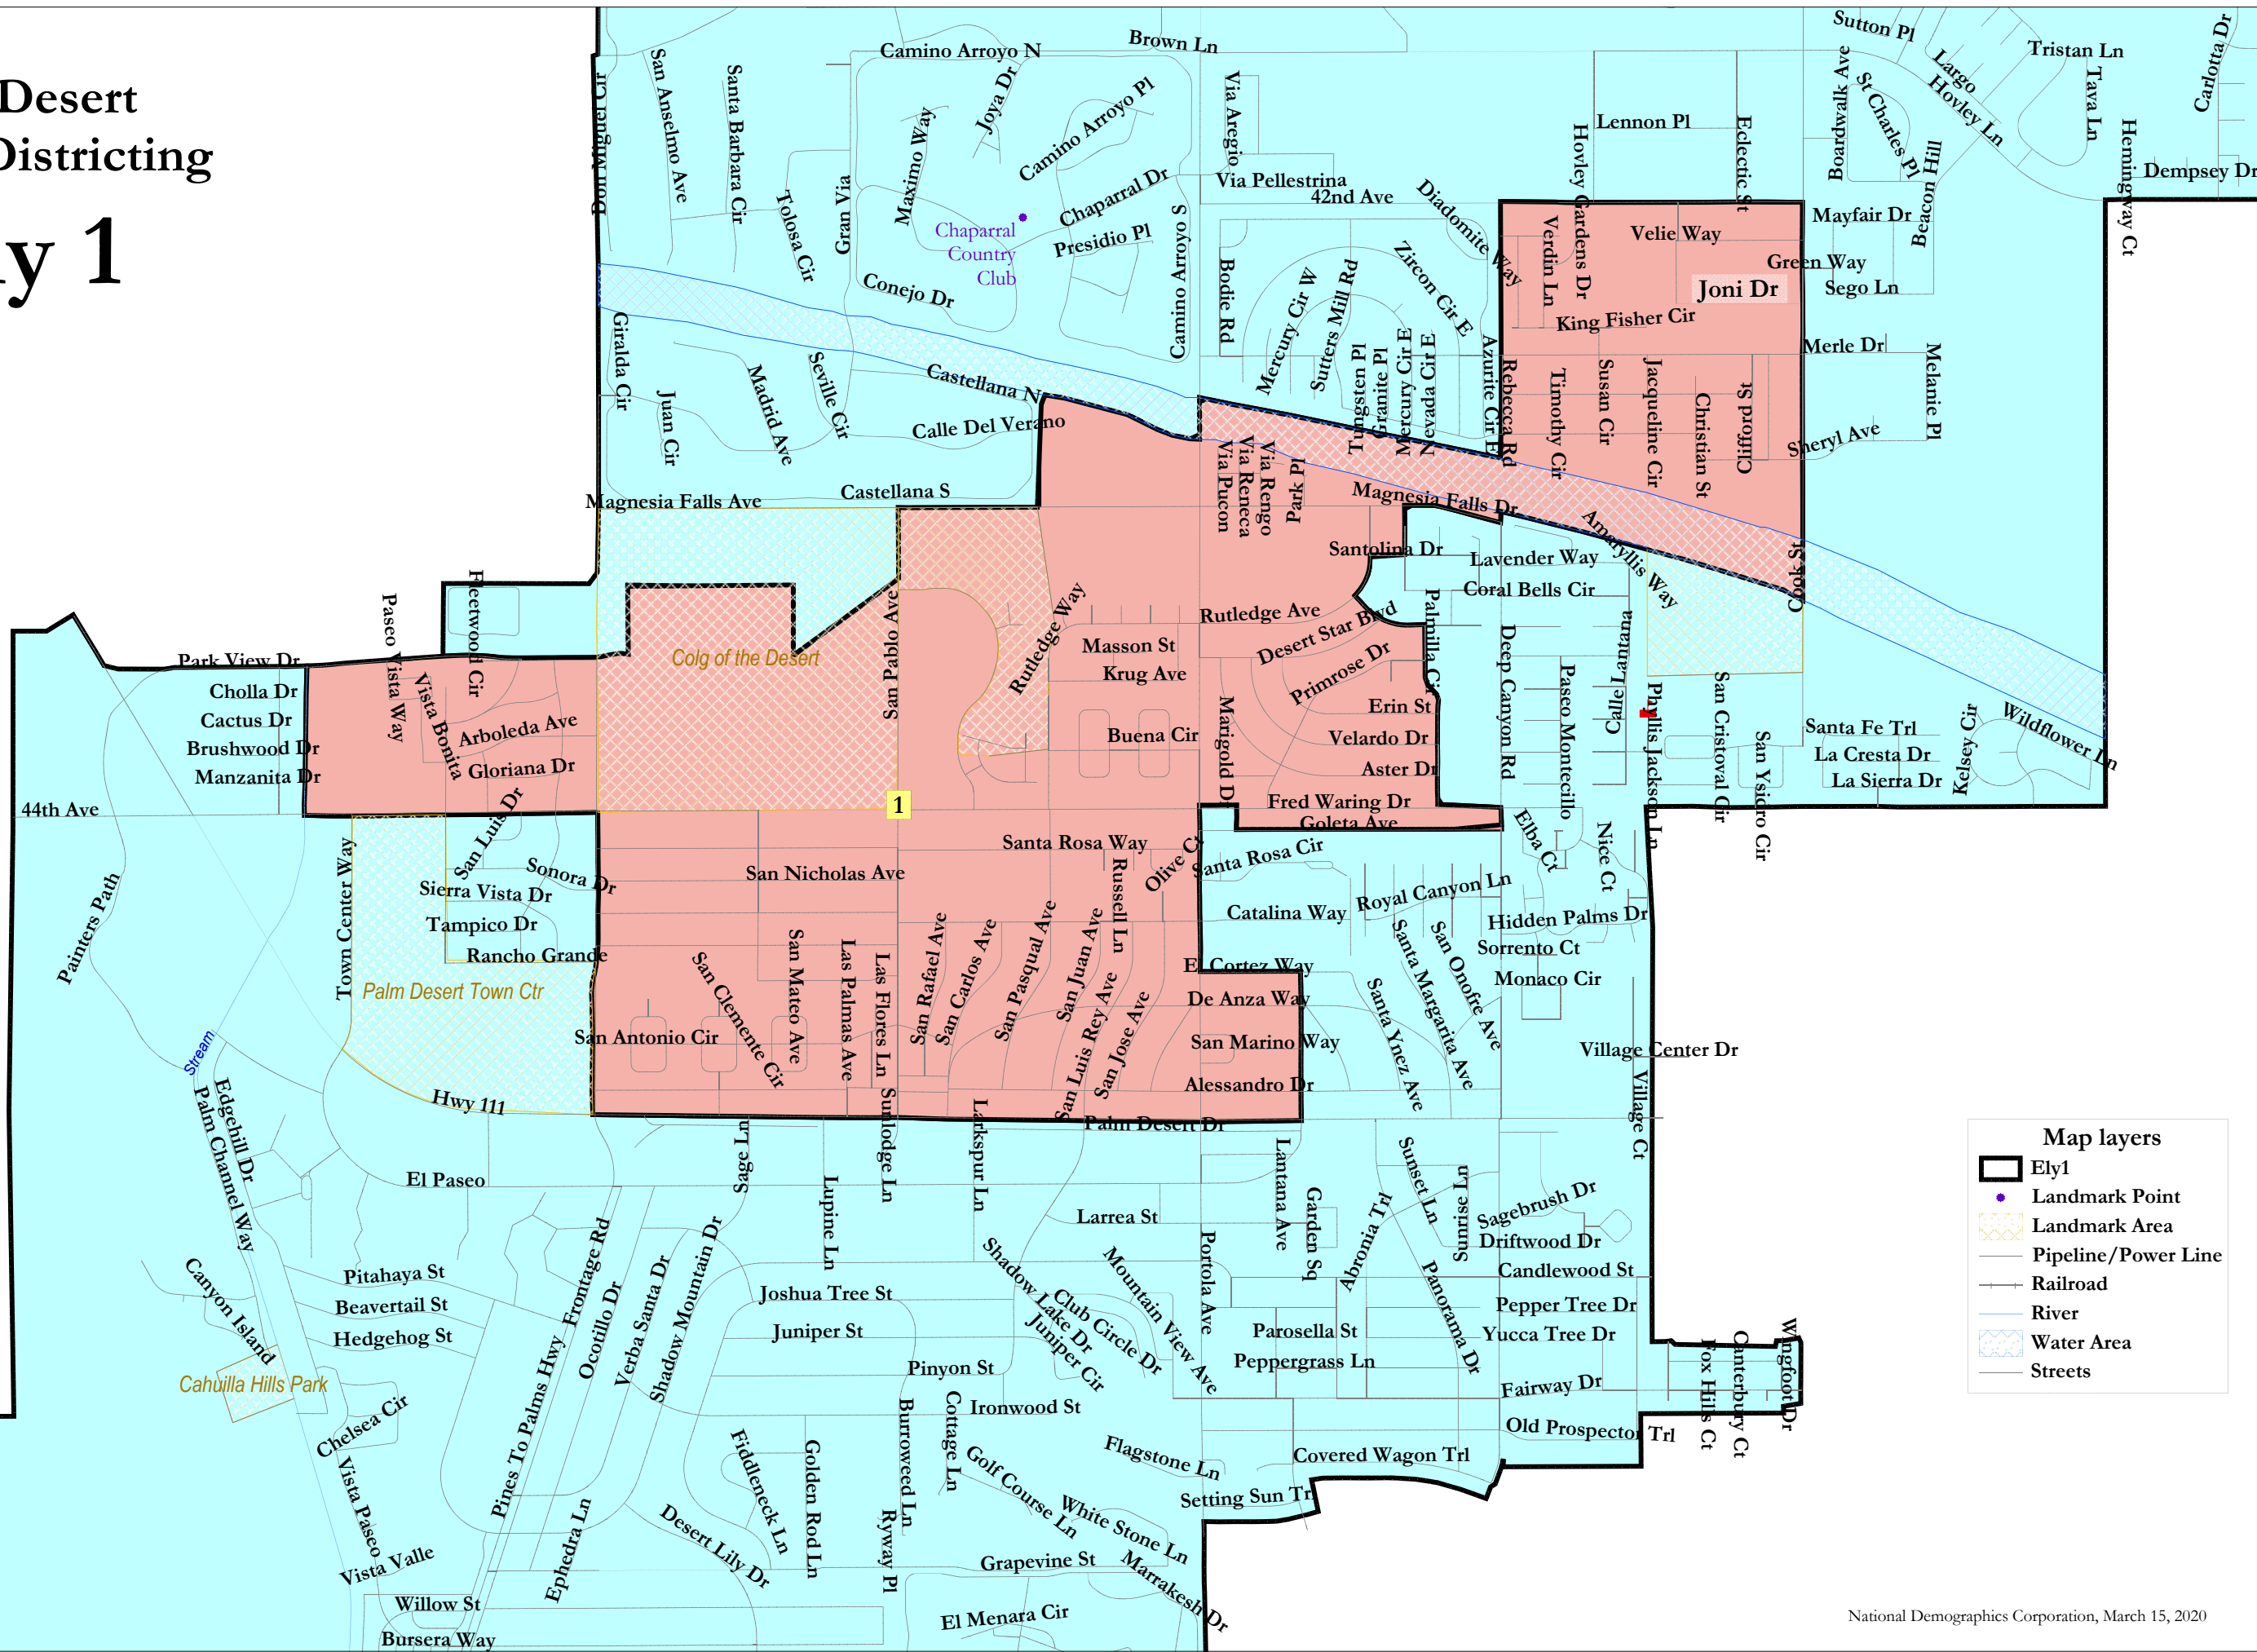 Desert
Districting
ly 1
Camino Arroyo N
Brown Ln
Sutton Pl
Tristan Ln
Carlotta Dr
Largo
Hovley Ln
Tava Ln
Boardwalk Ave
St Charles Pl
Beacon Hill
Hemingway Ct
Dempsey Dr
Don Miguel Cir
San Anselmo Ave
Santa Barbara Cir
Tolosa Cir
Gran Via
Maximo Way
Joya Dr
Camino Arroyo Pl
Chaparral Dr
Presidio Pl
Camino Arroyo S
Chaparral
Country
Club
Conejo Dr
Via Aregio
Via Pellestrina
42nd Ave
Diadomite Way
Lennon Pl
Eclectic St
Hovley Gardens Dr
Verdin Ln
Velie Way
Mayfair Dr
Green Way
Joni Dr
Sego Ln
King Fisher Cir
Merle Dr
Melanie Pl
Sheryl Ave
Bodie Rd
Mercury Cir W
Sutters Mill Rd
Zircon Cir E
Tungsten Pl
Granite Pl
Mercury Cir E
Nevada Cir E
Azurite Cir E
Rebecca Rd
Timothy Cir
Susan Cir
Jacqueline Cir
Christian St
Clifford St
Giralda Cir
Juan Cir
Madrid Ave
Seville Cir
Castellana N
Calle Del Verano
Castellana S
Magnesia Falls Ave
Via Pucon
Via Reneca
Via Rengo
Park Pl
Magnesia Falls Dr
Santolina Dr
Lavender Way
Amaryllis Way
Coral Bells Cir
Cook St
Fleetwood Cir
Paseo Vista Way
Vista Bonita
Park View Dr
Cholla Dr
Cactus Dr
Brushwood Dr
Manzanita Dr
Arboleda Ave
Gloriana Dr
44th Ave
Colg of the Desert
San Pablo Ave
Rutledge Way
Rutledge Ave
Masson St
Krug Ave
Buena Cir
Desert Star Blvd
Primrose Dr
Erin St
Velardo Dr
Aster Dr
Marigold Dr
Fred Waring Dr
Goleta Ave
Palmilla Cir
Deep Canyon Rd
Paseo Montecillo
Calle Lantana
Phyllis Jackson Ln
San Cristoval Cir
San Ysidro Cir
Santa Fe Trl
La Cresta Dr
La Sierra Dr
Kelsey Cir
Wildflower Ln
1
San Luis Dr
Sonora Dr
Sierra Vista Dr
Tampico Dr
Rancho Grande
Town Center Way
Palm Desert Town Ctr
Painters Path
Stream
Hwy 111
San Nicholas Ave
Santa Rosa Way
Russell Ln
Olive Ct
Santa Rosa Cir
Catalina Way
Royal Canyon Ln
Elba Ct
Nice Ct
Hidden Palms Dr
Sorrento Ct
Monaco Cir
El Cortez Way
De Anza Way
San Marino Way
Alessandro Dr
San Antonio Cir
San Clemente Cir
San Mateo Ave
Las Palmas Ave
Las Flores Ln
San Rafael Ave
San Carlos Ave
San Pasqual Ave
San Juan Ave
San Luis Rey Ave
San Jose Ave
Santa Ynez Ave
Santa Margarita Ave
San Onofre Ave
Village Center Dr
Village Ct
Palm Desert Dr
Edgehill Dr
Palm Channel Way
El Paseo
Sage Ln
Lupine Ln
Sunlodge Ln
Larkspur Ln
Larrea St
Lantana Ave
Garden Sq
Portola Ave
Abronia Trl
Sunset Ln
Sunrise Ln
Sagebrush Dr
Driftwood Dr
Candlewood St
Pepper Tree Dr
Yucca Tree Dr
Panorama Dr
Parosella St
Peppergrass Ln
Fairway Dr
Old Prospector Trl
Covered Wagon Trl
Setting Sun Trl
Flagstone Ln
Fox Hills Ct
Canterbury Ct
Wingfoot Dr
Canyon Island
Pitahaya St
Beavertail St
Hedgehog St
Cahuilla Hills Park
Chelsea Cir
Vista Paseo
Vista Valle
Willow St
Bursera Way
Pines To Palms Hwy
Frontage Rd
Ocotillo Dr
Verba Santa Dr
Shadow Mountain Dr
Ephedra Ln
Joshua Tree St
Juniper St
Pinyon St
Ironwood St
Shadow Lake Dr
Club Circle Dr
Juniper Cir
Mountain View Ave
Burroweed Ln
Cottage Ln
Golf Course Ln
White Stone Ln
Fiddleneck Ln
Golden Rod Ln
Ryway Pl
Desert Lily Dr
Grapevine St
Marrakesh Dr
El Menara Cir
Map layers
Ely1
Landmark Point
Landmark Area
Pipeline/Power Line
Railroad
River
Water Area
Streets
National Demographics Corporation, March 15, 2020